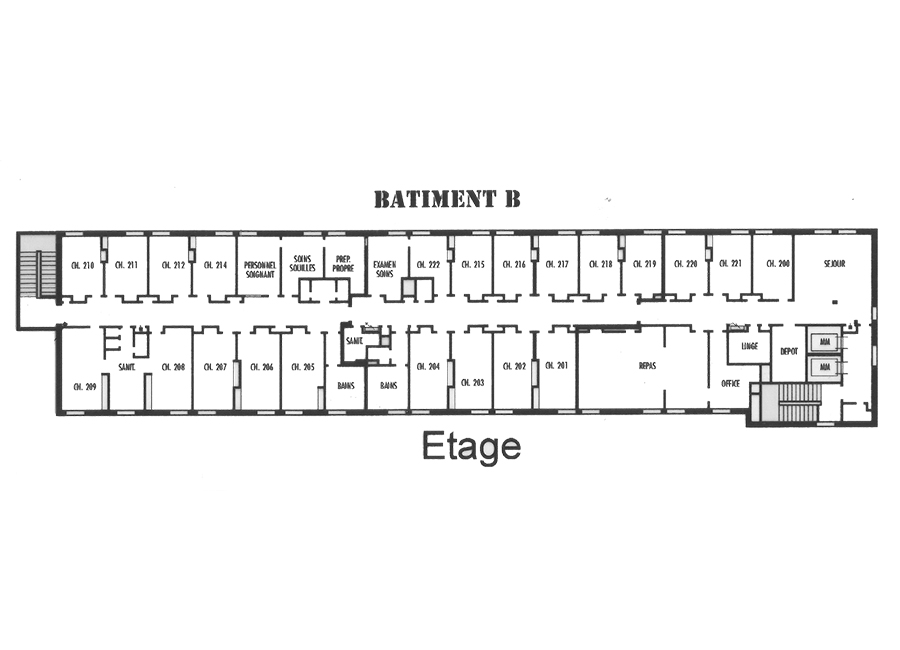 BATIMENT B
CH. 210
CH. 211
CH. 212
CH. 214
PERSONNEL
SOIGNANT
SOINS
SOUILLES
PREP.
PROPRE
EXAMEN
SOINS
CH. 222
CH. 215
CH. 216
CH. 217
CH. 218
CH. 219
CH. 220
CH. 221
CH. 200
SEJOUR
CH. 209
SANIT.
CH. 208
CH. 207
CH. 206
CH. 205
BAINS
SANIT.
BAINS
CH. 204
CH. 203
CH. 202
CH. 201
REPAS
OFFICE
LINGE
DEPOT
MM
MM
Etage